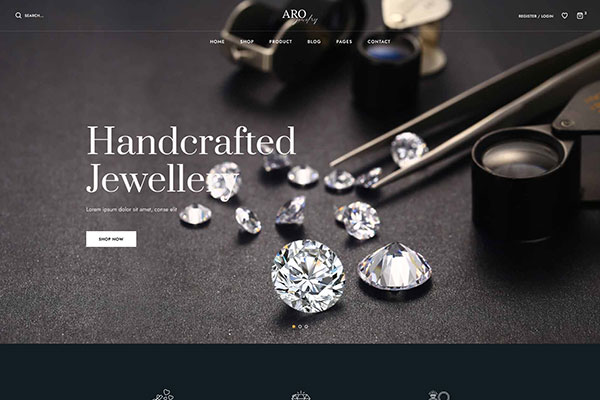 SEARCH...
ARO
REGISTER / LOGIN
0
HOME SHOP PRODUCT BLOG PAGES CONTACT
Handcrafted
Jewellery
Lorem ipsum dolor sit amet, conse elit
SHOP NOW